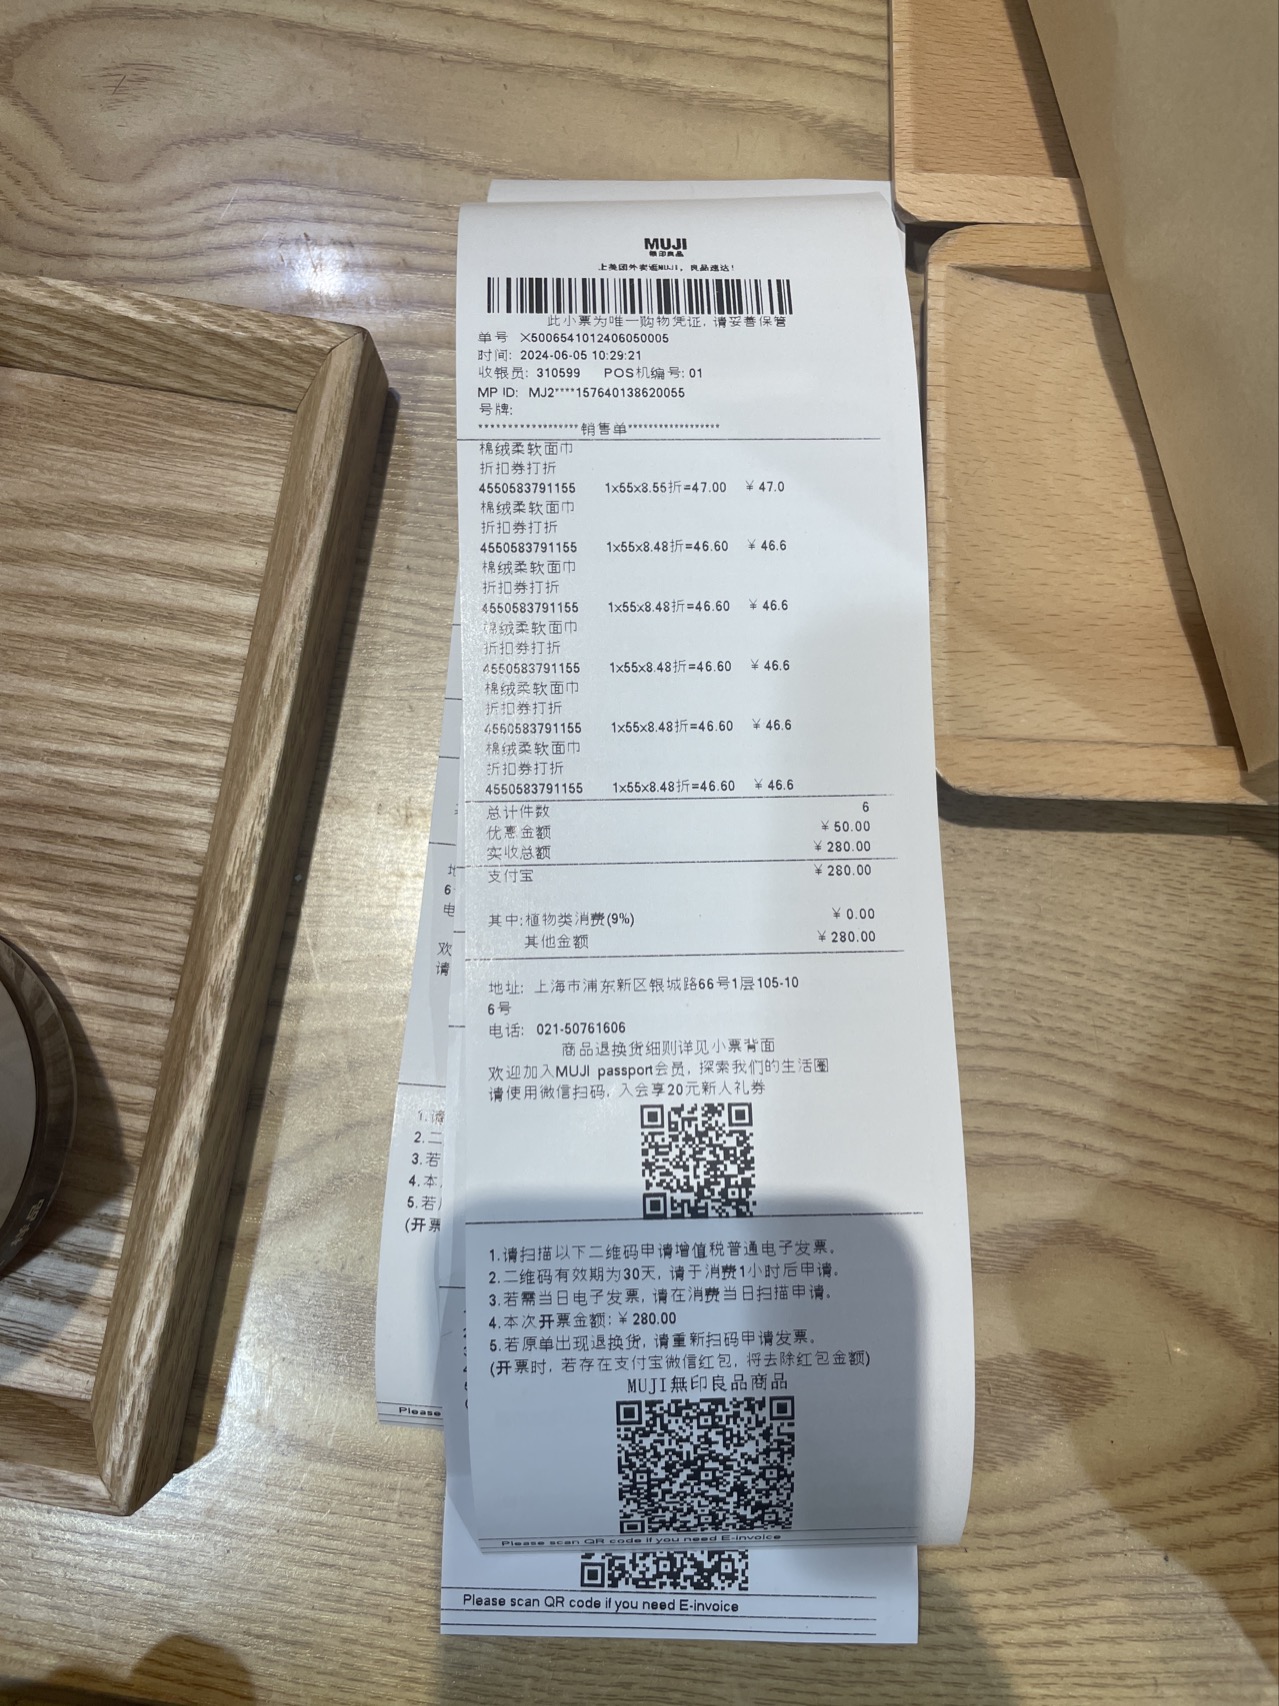 MUJI
無印良品
上美团外卖逛MUJI，良品速达！
此小票为唯一购物凭证，请妥善保管
单号 X5006541012406050005
时间: 2024-06-05 10:29:21
收银员: 310599 POS机编号: 01
MP ID: MJ2****157640138620055
号牌:
******************销售单*****************
棉绒柔软面巾
折扣券打折
4550583791155 1x55x8.55折=47.00 ¥ 47.0
棉绒柔软面巾
折扣券打折
4550583791155 1x55x8.48折=46.60 ¥ 46.6
棉绒柔软面巾
折扣券打折
4550583791155 1x55x8.48折=46.60 ¥ 46.6
棉绒柔软面巾
折扣券打折
4550583791155 1x55x8.48折=46.60 ¥ 46.6
棉绒柔软面巾
折扣券打折
4550583791155 1x55x8.48折=46.60 ¥ 46.6
棉绒柔软面巾
折扣券打折
4550583791155 1x55x8.48折=46.60 ¥ 46.6
总计件数 6
优惠金额 ¥ 50.00
实收总额 ¥ 280.00
支付宝 ¥ 280.00
其中:植物类消费(9%) ¥ 0.00
其他金额 ¥ 280.00
地址: 上海市浦东新区银城路66号1层105-10
6号
电话: 021-50761606
商品退换货细则详见小票背面
欢迎加入MUJI passport会员, 探索我们的生活圈
请使用微信扫码, 入会享20元新人礼券
1.请扫描以下二维码申请增值税普通电子发票。
2.二维码有效期为30天, 请于消费1小时后申请。
3.若需当日电子发票, 请在消费当日扫描申请。
4.本次开票金额: ¥ 280.00
5.若原单出现退换货, 请重新扫码申请发票。
(开票时, 若存在支付宝微信红包, 将去除红包金额)
MUJI無印良品商品
Please scan QR code if you need E-invoice
Please scan QR code if you need E-invoice
地
6
电
欢
请
1.请
2.二
3.若
4.本
5.若
(开票
Please